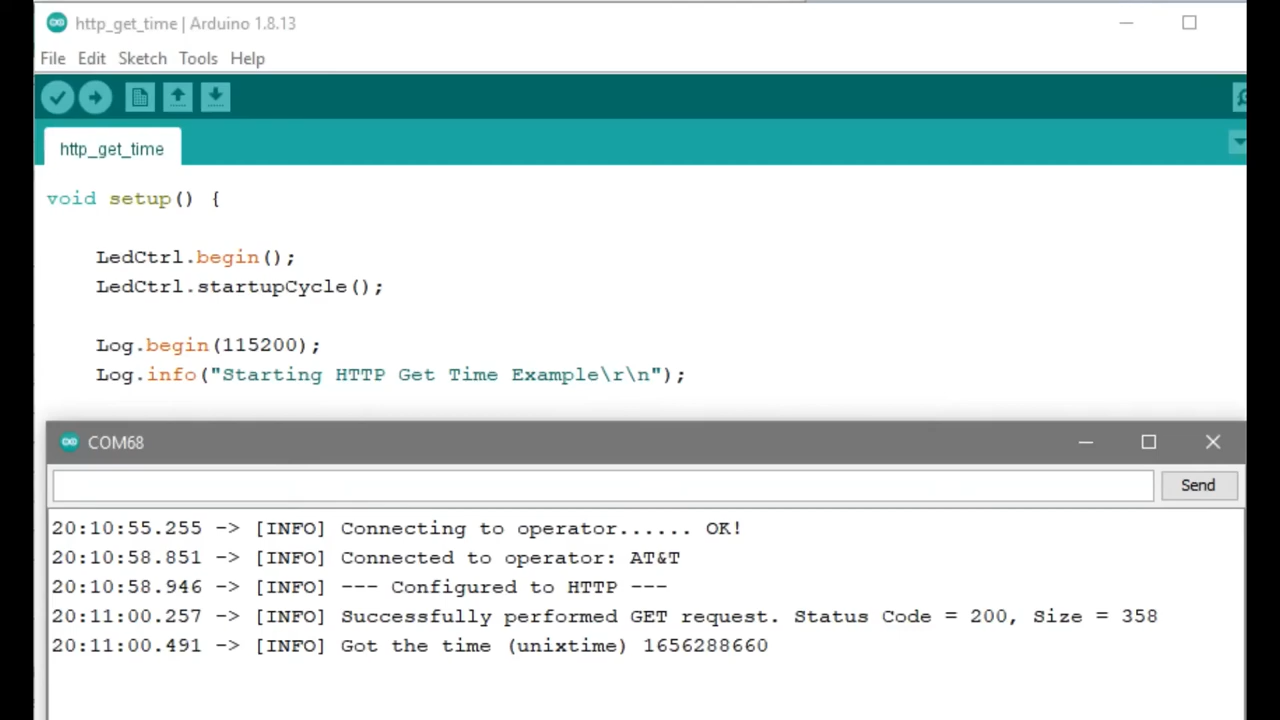 http_get_time | Arduino 1.8.13
File Edit Sketch Tools Help
http_get_time
void setup() {
LedCtrl.begin();
LedCtrl.startupCycle();
Log.begin(115200);
Log.info("Starting HTTP Get Time Example\r\n");
COM68
Send
20:10:55.255 -> [INFO] Connecting to operator...... OK!
20:10:58.851 -> [INFO] Connected to operator: AT&T
20:10:58.946 -> [INFO] --- Configured to HTTP ---
20:11:00.257 -> [INFO] Successfully performed GET request. Status Code = 200, Size = 358
20:11:00.491 -> [INFO] Got the time (unixtime) 1656288660